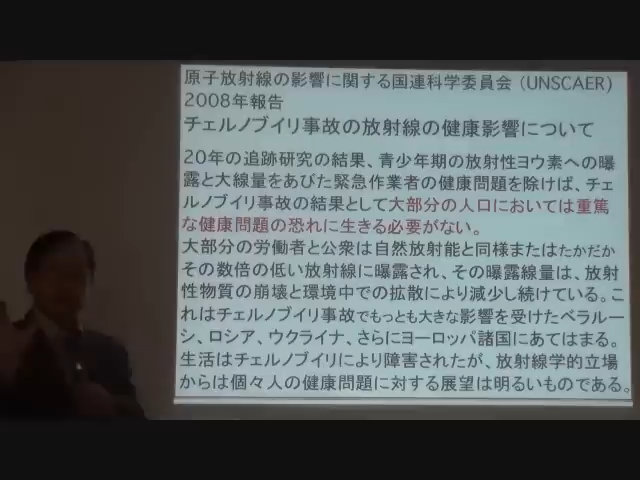 原子放射線の影響に関する国連科学委員会（UNSCAER）
2008年報告
チェルノブイリ事故の放射線の健康影響について
20年の追跡研究の結果、青少年期の放射性ヨウ素への曝
露と大線量をあびた緊急作業者の健康問題を除けば、チェ
ルノブイリ事故の結果として大部分の人口においては重篤
な健康問題の恐れに生きる必要がない。
大部分の労働者と公衆は自然放射能と同様またはたかだか
その数倍の低い放射線に曝露され、その曝露線量は、放射
性物質の崩壊と環境中での拡散により減少し続けている。こ
れはチェルノブイリ事故でもっとも大きな影響を受けたベラルー
シ、ロシア、ウクライナ、さらにヨーロッパ諸国にあてはまる。
生活はチェルノブイリにより障害されたが、放射線学的立場
からは個々人の健康問題に対する展望は明るいものである。